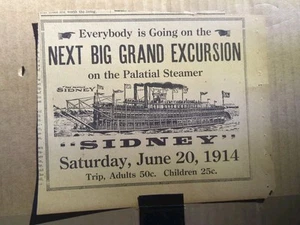 Everybody is Going on the
NEXT BIG GRAND EXCURSION
on the Palatial Steamer
SIDNEY
"SIDNEY"
Saturday, June 20, 1914
Trip, Adults 50c. Children 25c.